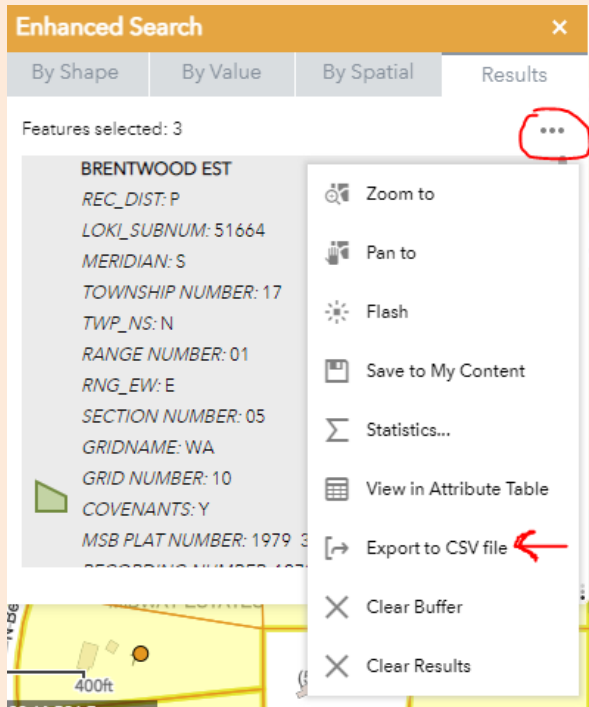 Enhanced Search ×
By Shape By Value By Spatial Results
Features selected: 3
BRENTWOOD EST
REC_DIST: P
LOKI_SUBNUM: 51664
MERIDIAN: S
TOWNSHIP NUMBER: 17
TWP_NS: N
RANGE NUMBER: 01
RNG_EW: E
SECTION NUMBER: 05
GRIDNAME: WA
GRID NUMBER: 10
COVENANTS: Y
MSB PLAT NUMBER: 1979 3
Zoom to
Pan to
Flash
Save to My Content
Statistics...
View in Attribute Table
Export to CSV file
Clear Buffer
Clear Results
400ft